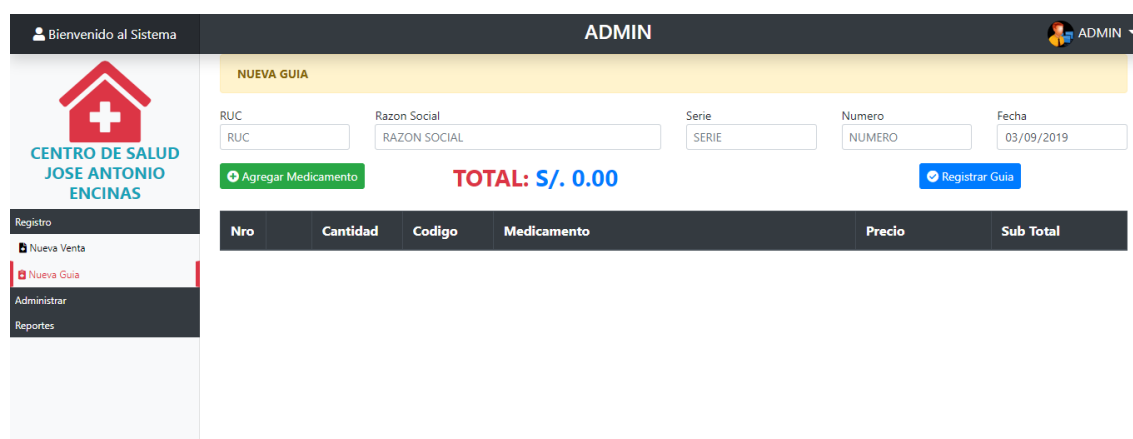 Bienvenido al Sistema
ADMIN
ADMIN
CENTRO DE SALUD
JOSE ANTONIO
ENCINAS
Registro
Nueva Venta
Nueva Guia
Administrar
Reportes
NUEVA GUIA
RUC Razon Social Serie Numero Fecha
RUC RAZON SOCIAL SERIE NUMERO 03/09/2019
Agregar Medicamento TOTAL: S/. 0.00 Registrar Guia
Nro Cantidad Codigo Medicamento Precio Sub Total